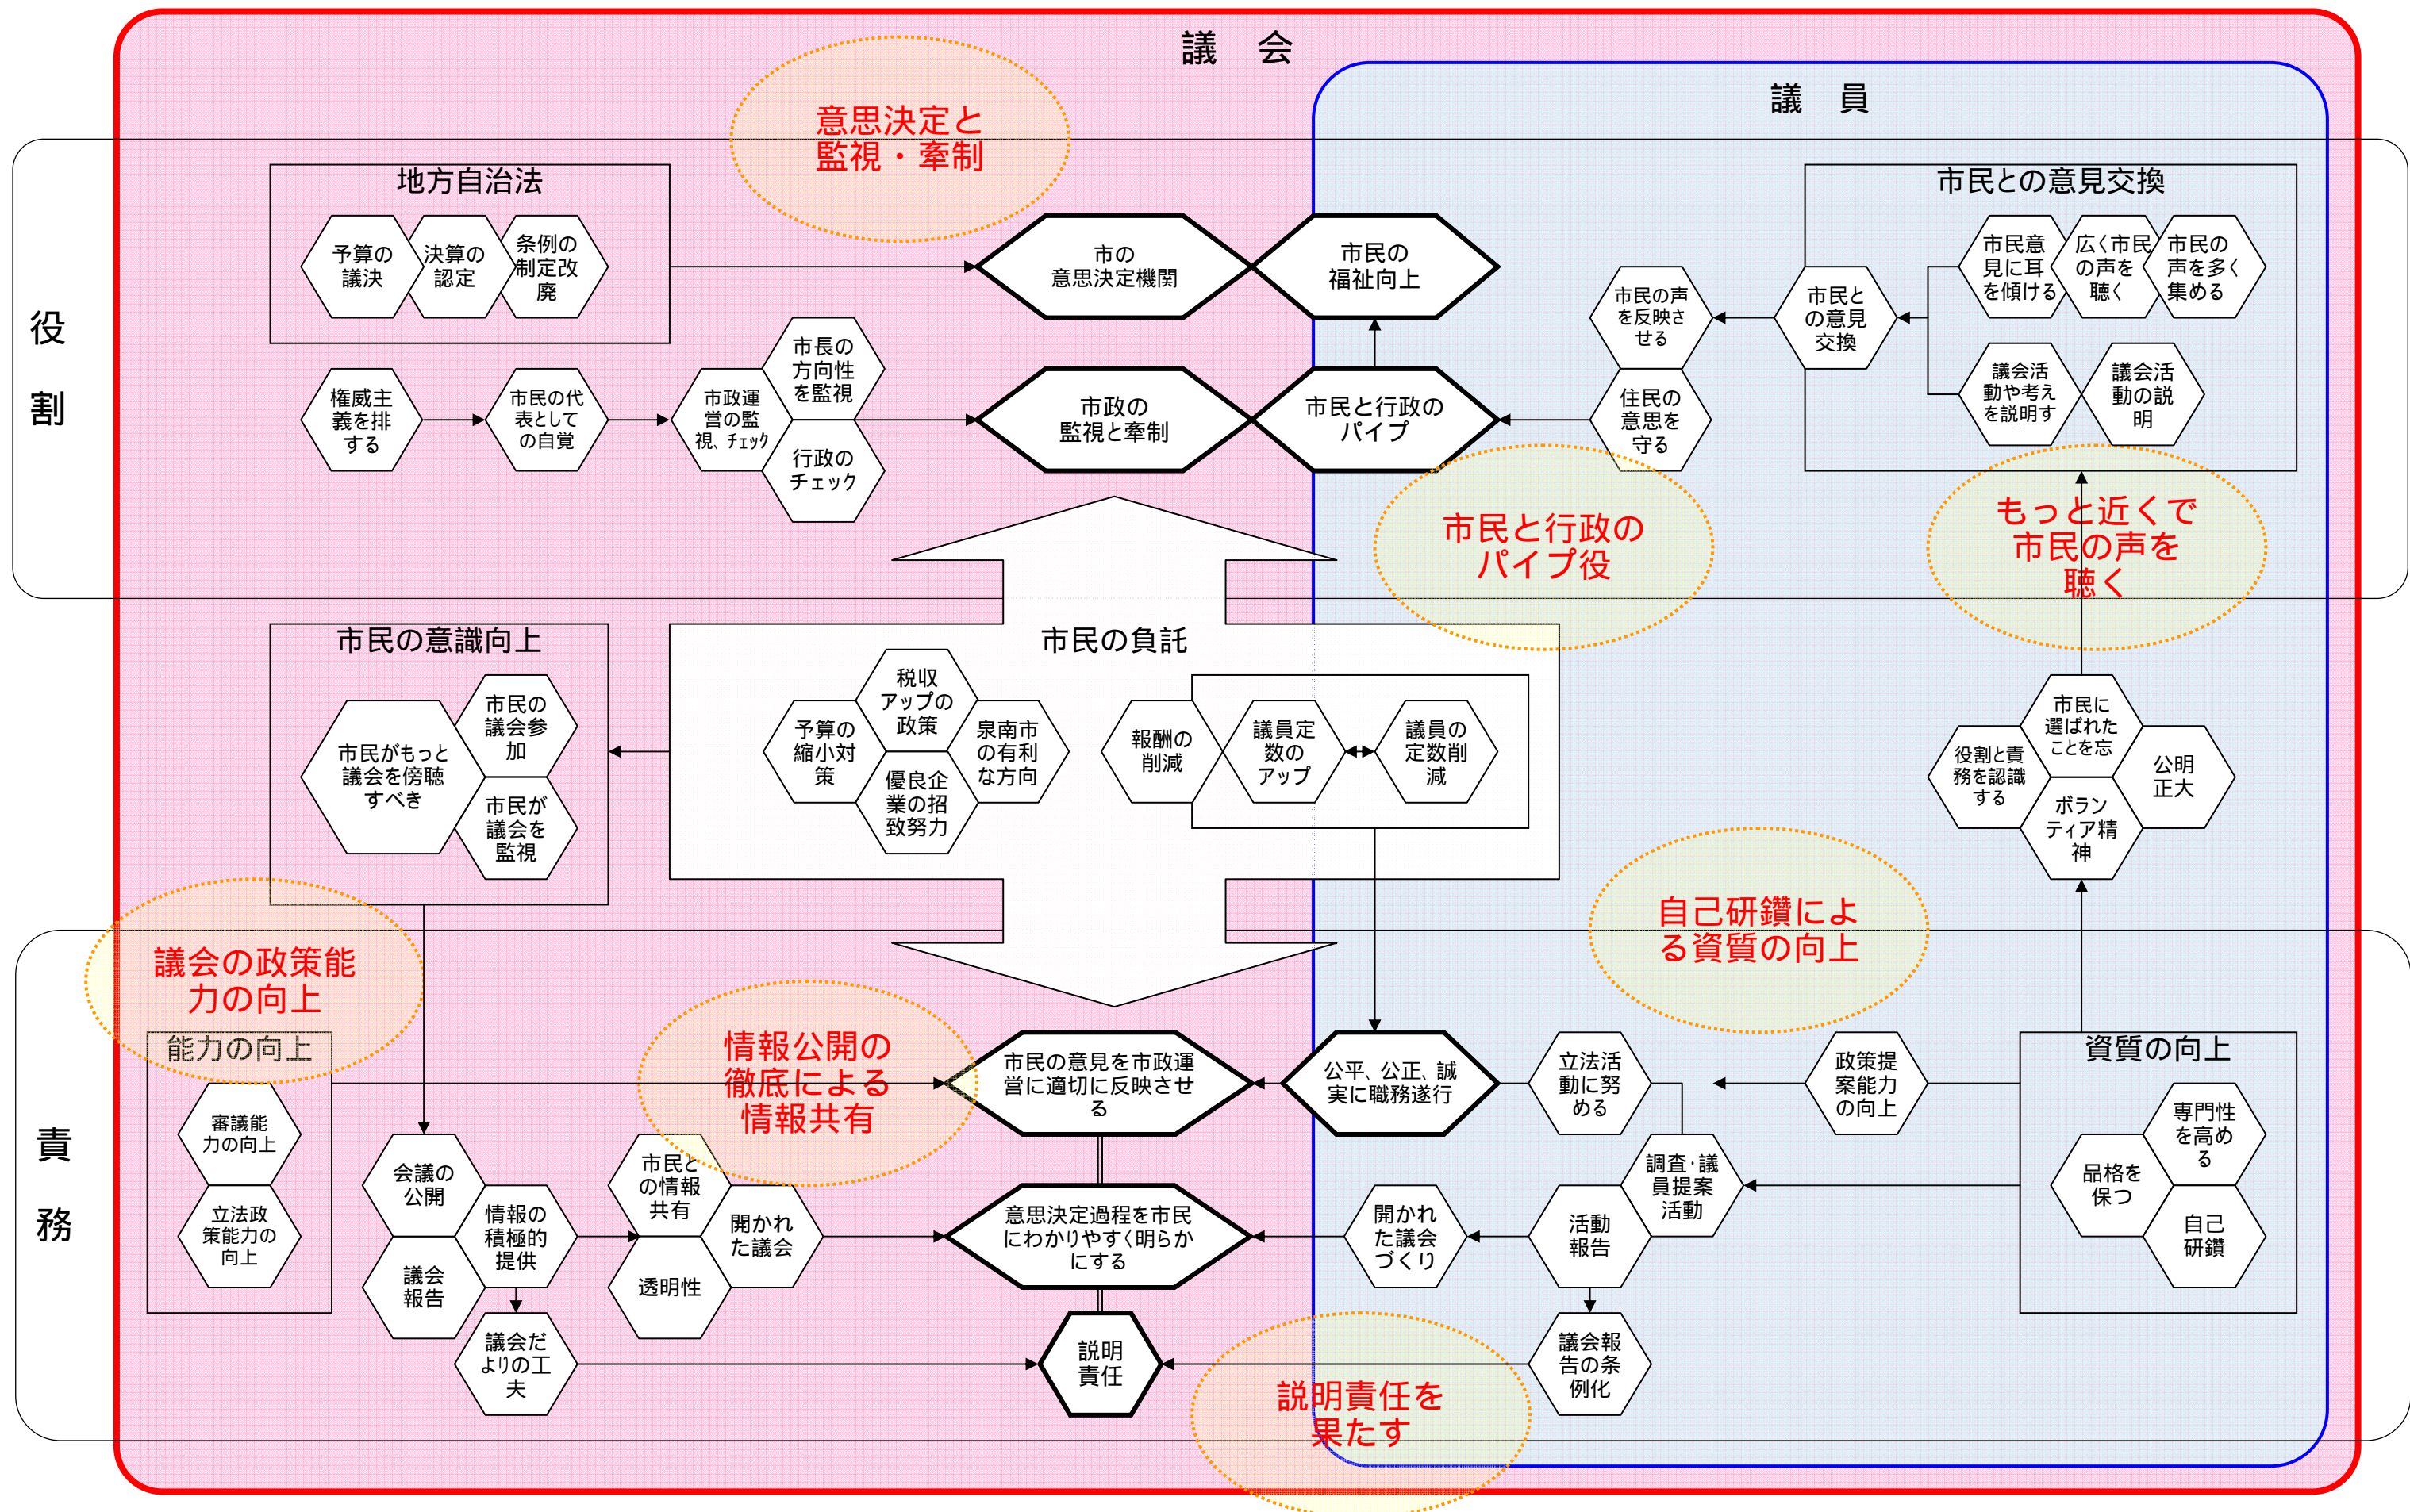 議　会
議　員
役
割
責
務
意思決定と
監視・牽制
地方自治法
予算の
議決
決算の
認定
条例の
制定改
廃
市の
意思決定機関
市民の
福祉向上
市民との意見交換
市民意
見に耳
を傾ける
広く市民
の声を
聴く
市民の
声を多く
集める
市民と
の意見
交換
市民の声
を反映さ
せる
議会活
動や考え
を説明す
議会活
動の説
明
権威主
義を排
する
市民の代
表として
の自覚
市政運
営の監
視、チェック
市長の
方向性
を監視
行政の
チェック
市政の
監視と牽制
市民と行政の
パイプ
住民の
意思を
守る
市民と行政の
パイプ役
もっと近くで
市民の声を
聴く
市民の意識向上
市民がもっと
議会を傍聴
すべき
市民の
議会参
加
市民が
議会を
監視
市民の負託
予算の
縮小対
策
税収
アップの
政策
優良企
業の招
致努力
泉南市
の有利
な方向
報酬の
削減
議員定
数の
アップ
議員の
定数削
減
役割と責
務を認識
する
市民に
選ばれた
ことを忘
ボラン
ティア精
神
公明
正大
議会の政策能
力の向上
自己研鑽によ
る資質の向上
情報公開の
徹底による
情報共有
能力の向上
審議能
力の向上
立法政
策能力の
向上
会議の
公開
情報の
積極的
提供
議会
報告
議会だ
よりの工
夫
市民と
の情報
共有
開かれ
た議会
透明性
市民の意見を市政運
営に適切に反映させ
る
意思決定過程を市民
にわかりやすく明らか
にする
説明
責任
公平、公正、誠
実に職務遂行
立法活
動に努
める
政策提
案能力
の向上
調査・議
員提案
活動
活動
報告
開かれ
た議会
づくり
議会報
告の条
例化
資質の向上
専門性
を高め
る
品格を
保つ
自己
研鑽
説明責任を
果たす